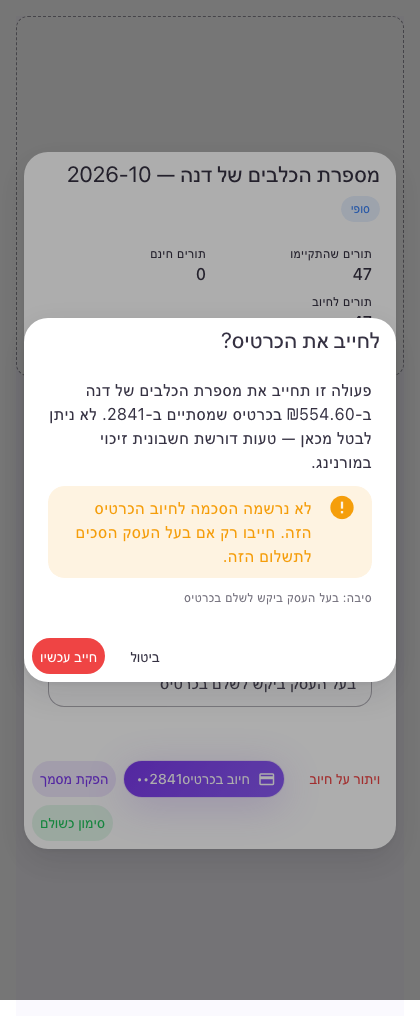 מספרת הכלבים של דנה — 2026-10
סופי
תורים שהתקיימו
47
תורים חינם
0
תורים לחיוב
לחייב את הכרטיס?
פעולה זו תחייב את מספרת הכלבים של דנה
ב-₪554.60 בכרטיס שמסתיים ב-2841. לא ניתן
לבטל מכאן — טעות דורשת חשבונית זיכוי
במורנינג.
לא נרשמה הסכמה לחיוב הכרטיס
הזה. חייבו רק אם בעל העסק הסכים
לתשלום הזה.
סיבה: בעל העסק ביקש לשלם בכרטיס
ביטול
חייב עכשיו
בעל העסק ביקש לשלם בכרטיס
ויתור על חיוב
חיוב בכרטיס2841••
הפקת מסמך
סימון כשולם